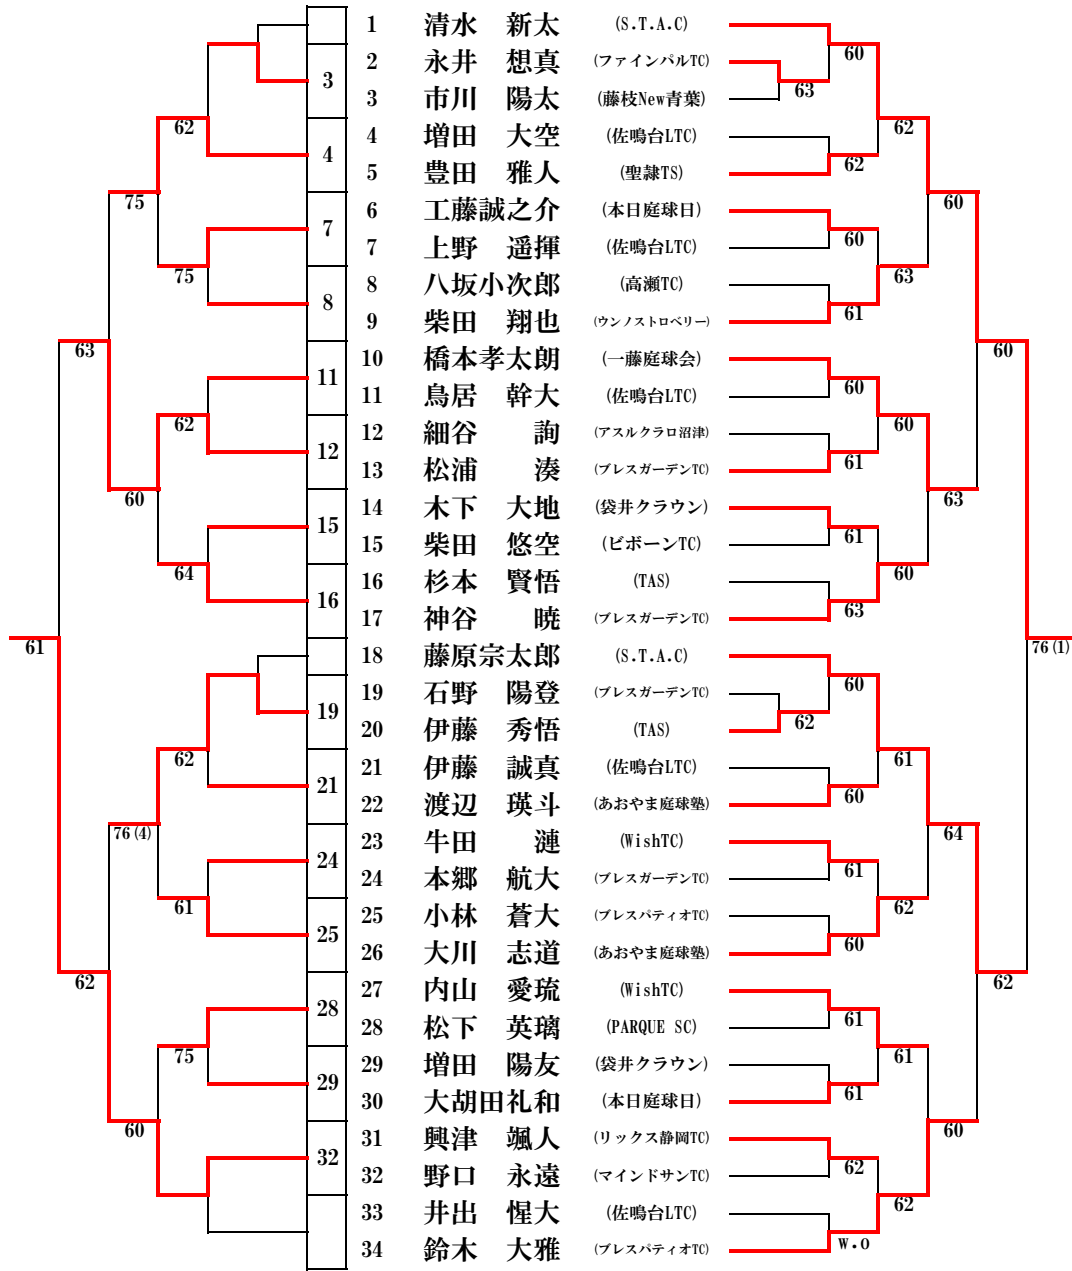 1 清水 新太 (S.T.A.C)
2 永井 想真 (ファインパルTC) 60
3 3 市川 陽太 (藤枝New青葉) 63
62 4 増田 大空 (佐鳴台LTC) 62
4 5 豊田 雅人 (聖隷TS) 62
75 6 工藤誠之介 (本日庭球日) 60
7 7 上野 遥揮 (佐鳴台LTC) 60
75 8 八坂小次郎 (高瀬TC) 63
8 9 柴田 翔也 (ウンノストロベリー) 61
63 10 橋本孝太朗 (一藤庭球会) 60
11 11 鳥居 幹大 (佐鳴台LTC) 60
62 12 細谷 詢 (アスルクラロ沼津) 60
12 13 松浦 湊 (ブレスガーデンTC) 61
60 14 木下 大地 (袋井クラウン) 63
15 15 柴田 悠空 (ビボーンTC) 61
64 16 杉本 賢悟 (TAS) 60
16 17 神谷 暁 (ブレスガーデンTC) 63
61 18 藤原宗太郎 (S.T.A.C) 76(1)
19 石野 陽登 (ブレスガーデンTC) 60
19 20 伊藤 秀悟 (TAS) 62
62 21 伊藤 誠真 (佐鳴台LTC) 61
21 22 渡辺 瑛斗 (あおやま庭球塾) 60
76(4) 23 牛田 漣 (WishTC) 64
24 24 本郷 航大 (ブレスガーデンTC) 61
61 25 小林 蒼大 (ブレスパティオTC) 62
25 26 大川 志道 (あおやま庭球塾) 60
62 27 内山 愛琉 (WishTC) 62
28 28 松下 英璃 (PARQUE SC) 61
75 29 増田 陽友 (袋井クラウン) 61
29 30 大胡田礼和 (本日庭球日) 61
60 31 興津 颯人 (リックス静岡TC) 60
32 32 野口 永遠 (マインドサンTC) 62
33 井出 惺大 (佐鳴台LTC) 62
34 鈴木 大雅 (ブレスパティオTC) W.O